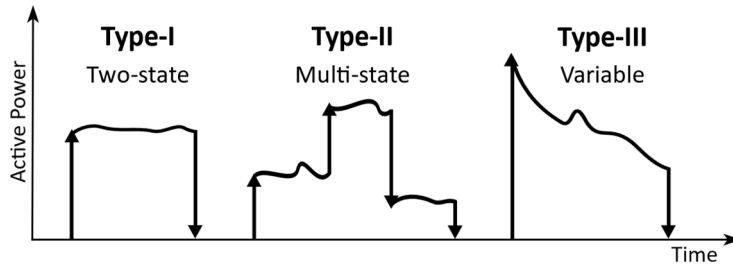 Type-I
Two-state
Type-II
Multi-state
Type-III
Variable
Active Power
Time